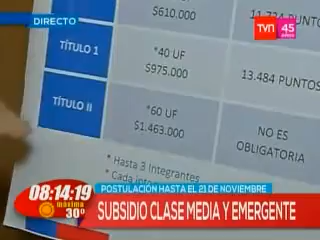 DIRECTO
TVN 45
AÑOS
$610.000
11.734 PUNTOS
TÍTULO 1
*40 UF
$975.000
13.484 PUNTOS
TÍTULO II
*60 UF
$1.463.000
NO ES
OBLIGATORIA
* Hasta 3 Integrantes
* Cada
POSTULACIÓN HASTA EL 21 DE NOVIEMBRE
08:14:19
máxima
30°
SUBSIDIO CLASE MEDIA Y EMERGENTE